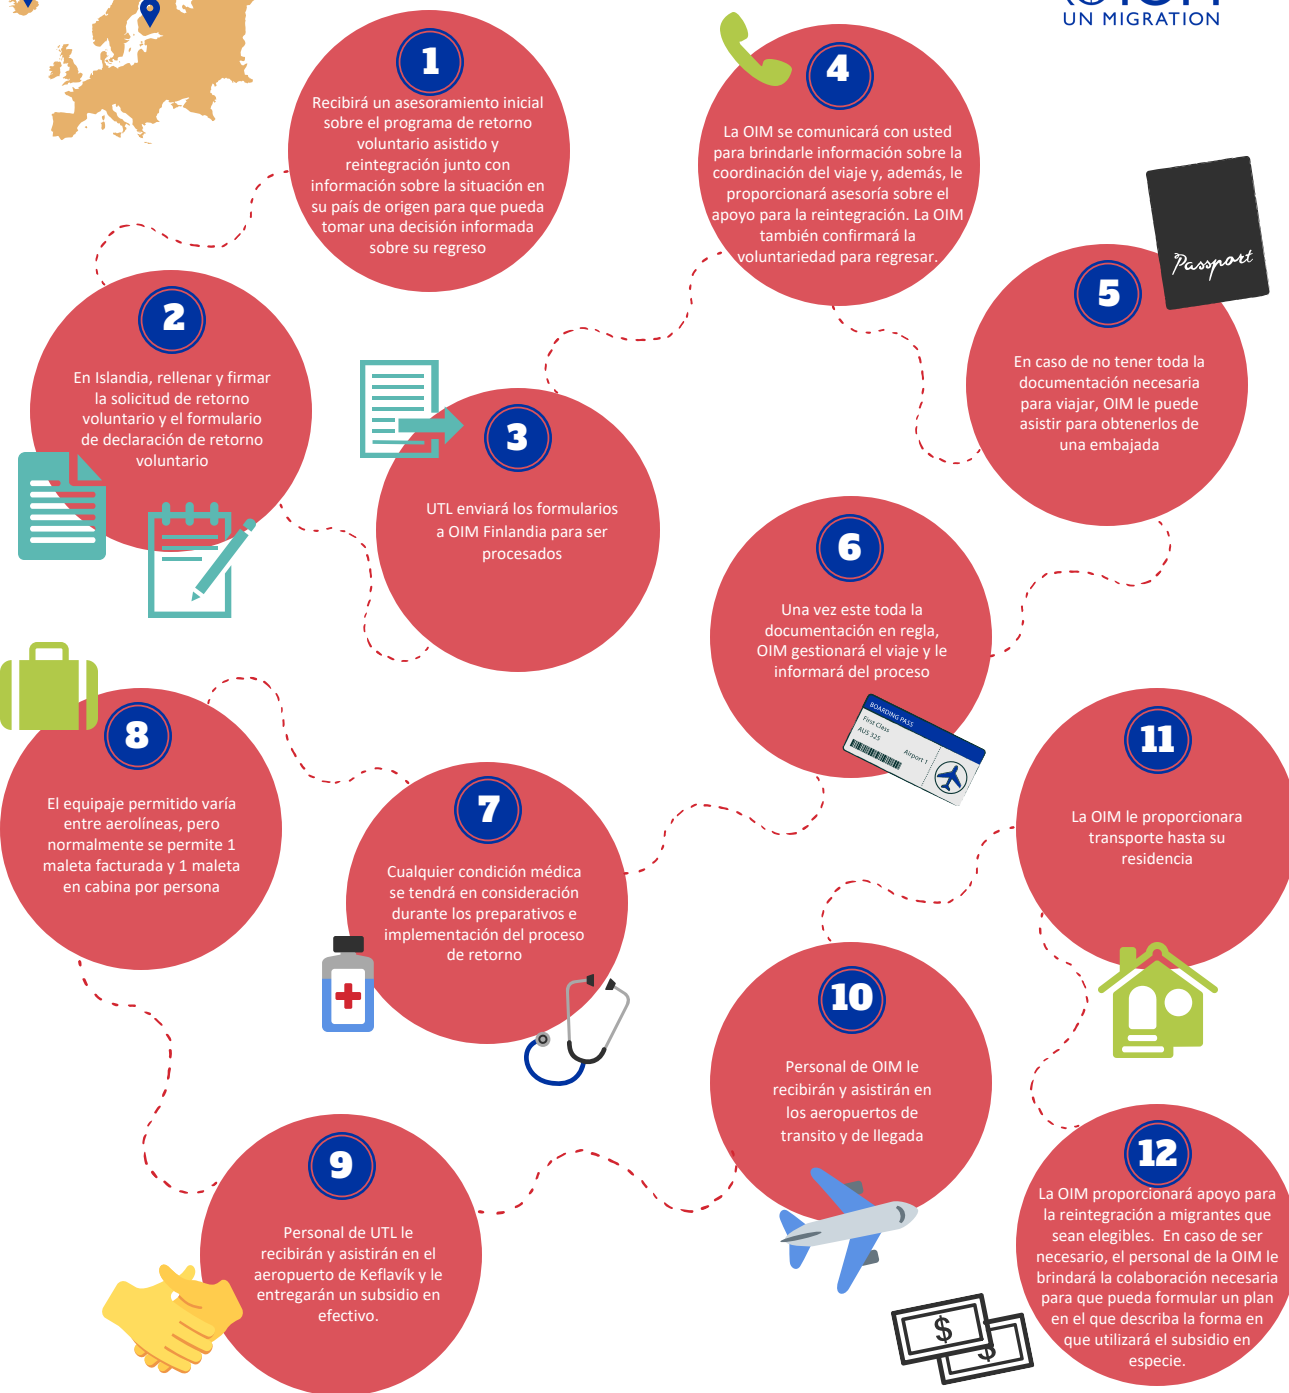 UN MIGRATION
1
Recibirá un asesoramiento inicial
sobre el programa de retorno
voluntario asistido y
reintegración junto con
información sobre la situación en
su país de origen para que pueda
tomar una decisión informada
sobre su regreso
2
En Islandia, rellenar y firmar
la solicitud de retorno
voluntario y el formulario
de declaración de retorno
voluntario
3
UTL enviará los formularios
a OIM Finlandia para ser
procesados
4
La OIM se comunicará con usted
para brindarle información sobre la
coordinación del viaje y, además, le
proporcionará asesoría sobre el
apoyo para la reintegración. La OIM
también confirmará la
voluntariedad para regresar.
Passport
5
En caso de no tener toda la
documentación necesaria
para viajar, OIM le puede
asistir para obtenerlos de
una embajada
6
Una vez este toda la
documentación en regla,
OIM gestionará el viaje y le
informará del proceso
BOARDING PASS
First Class
AUS 325
Airport 1
7
Cualquier condición médica
se tendrá en consideración
durante los preparativos e
implementación del proceso
de retorno
8
El equipaje permitido varía
entre aerolíneas, pero
normalmente se permite 1
maleta facturada y 1 maleta
en cabina por persona
9
Personal de UTL le
recibirán y asistirán en el
aeropuerto de Keflavík y le
entregarán un subsidio en
efectivo.
10
Personal de OIM le
recibirán y asistirán en
los aeropuertos de
transito y de llegada
11
La OIM le proporcionara
transporte hasta su
residencia
12
La OIM proporcionará apoyo para
la reintegración a migrantes que
sean elegibles.  En caso de ser
necesario, el personal de la OIM le
brindará la colaboración necesaria
para que pueda formular un plan
en el que describa la forma en
que utilizará el subsidio en
especie.
$
$